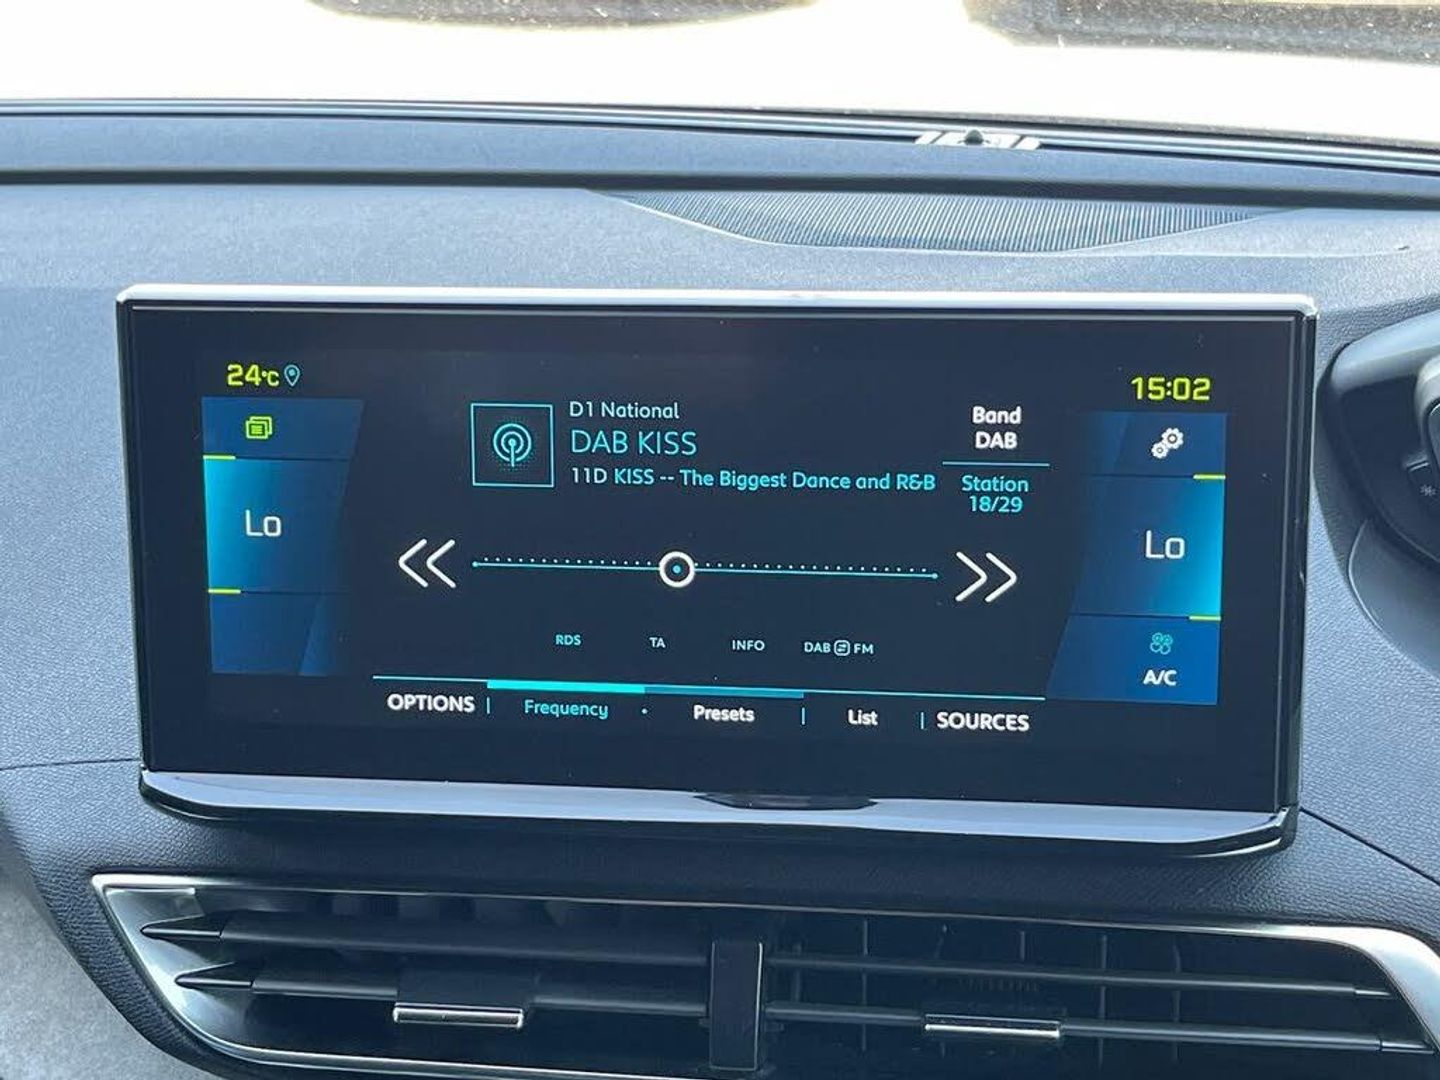 24°C
15:02
D1 National
DAB KISS
11D KISS -- The Biggest Dance and R&B
Band
DAB
Station
18/29
Lo
Lo
RDS
TA
INFO
DAB FM
A/C
OPTIONS
Frequency
Presets
List
SOURCES